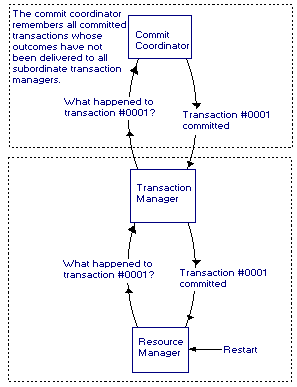 The commit coordinator
remembers all committed
transactions whose
outcomes have not
been delivered to all
subordinate transaction
managers.
Commit
Coordinator
What happened to
transaction #0001?
Transaction #0001
committed
Transaction
Manager
What happened to
transaction #0001?
Transaction #0001
committed
Resource
Manager
Restart